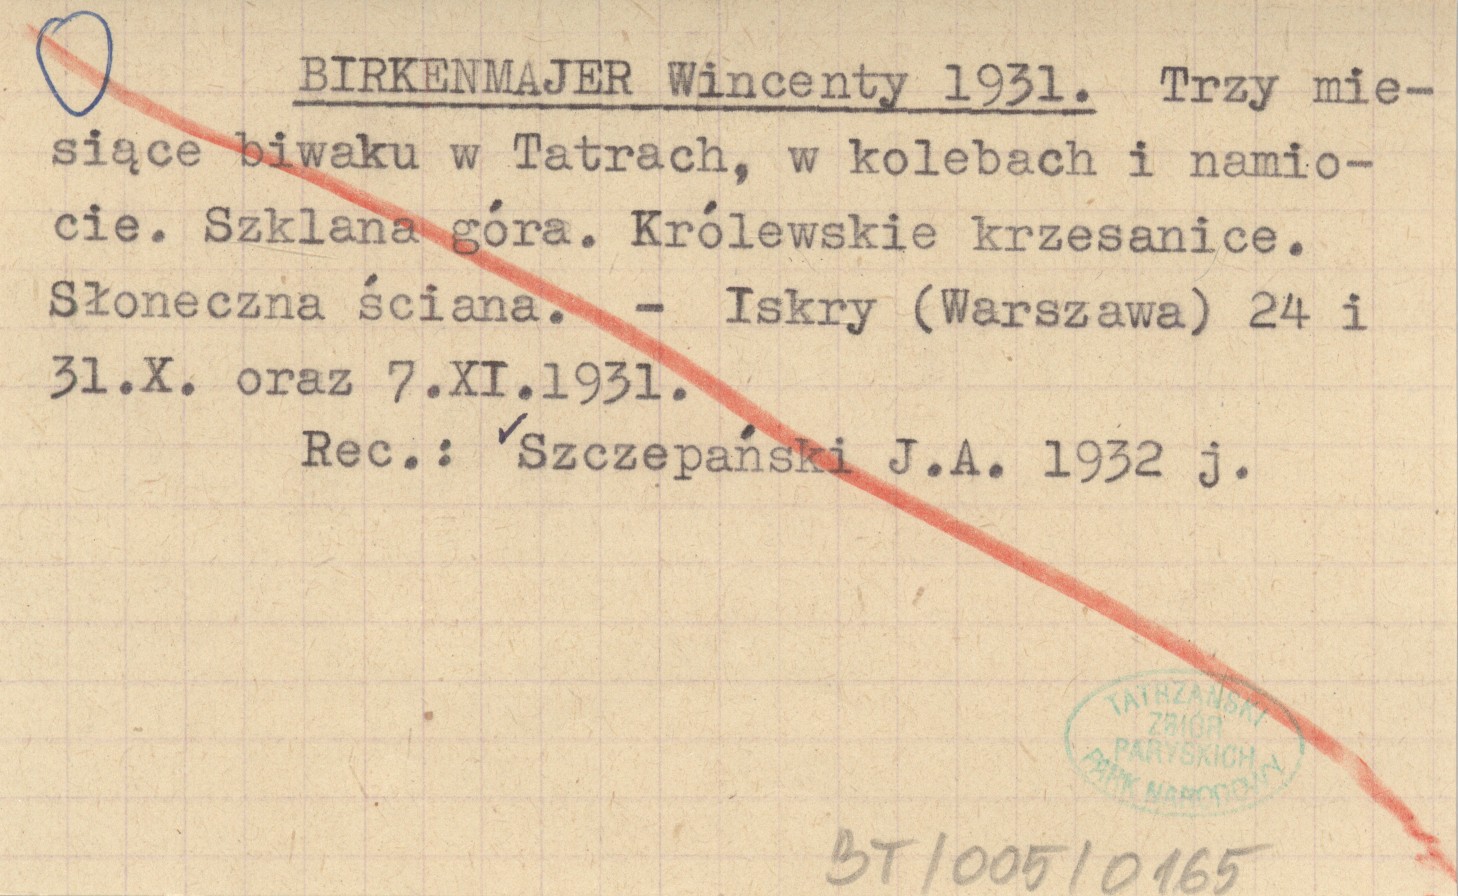 BIRKENMAJER Wincenty 1931. Trzy mie-
siące biwaku w Tatrach, w kolebach i namio-
cie. Szklana góra. Królewskie krzesanice.
Słoneczna ściana. - Iskry (Warszawa) 24 i
31.X. oraz 7.XI.1931.
Rec.: ✓Szczepański J.A. 1932 j.
TATRZAŃSKI
ZBIÓR
PARYSKICH
PARK NARODOWY
BT/005/0165